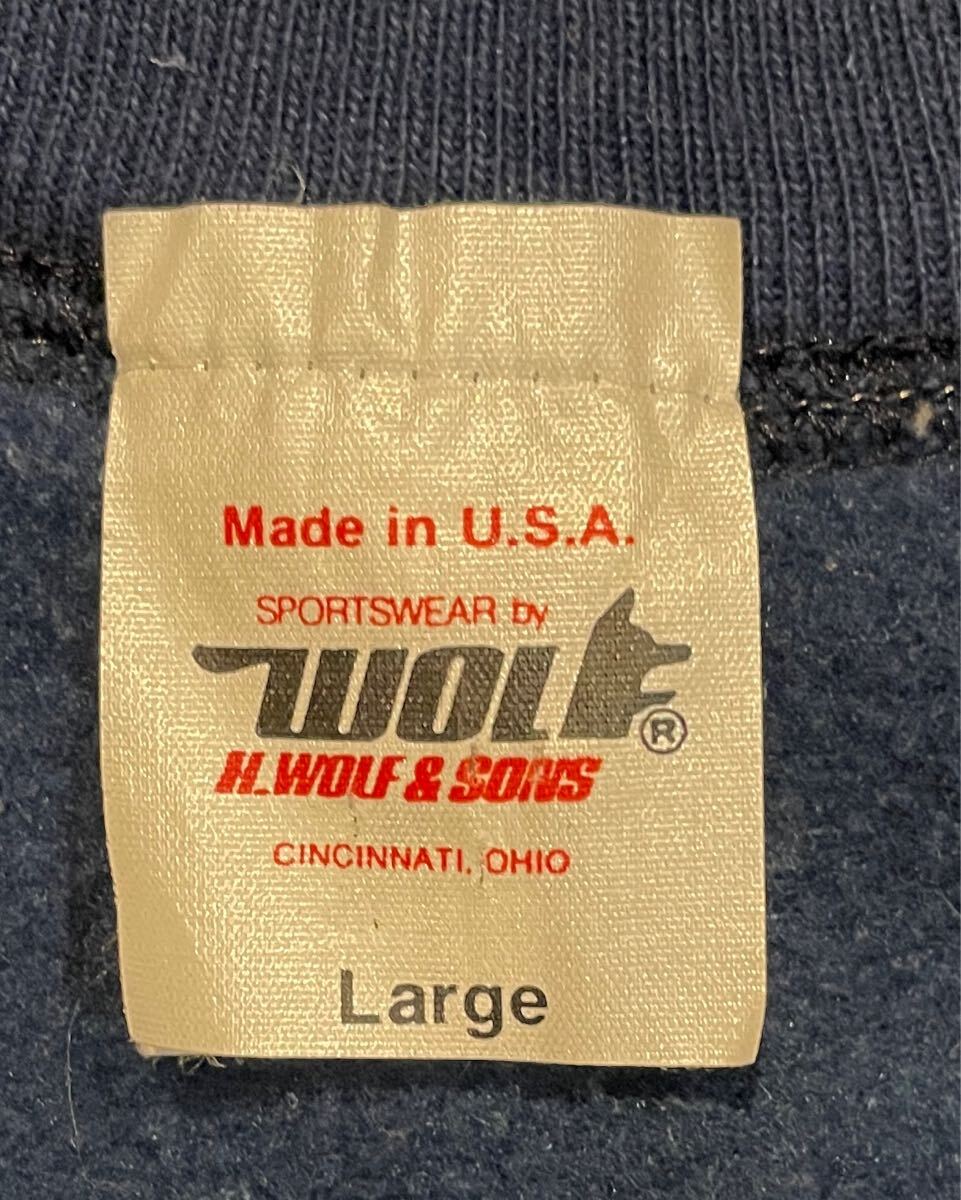 Made in U.S.A.
SPORTSWEAR by
WOLF ®
H.WOLF & SONS
CINCINNATI, OHIO
Large